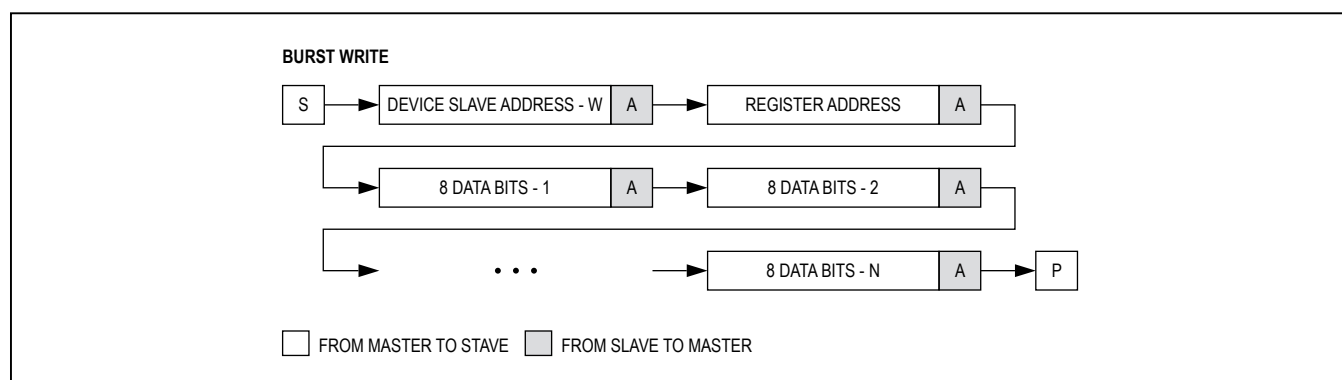 BURST WRITE
S DEVICE SLAVE ADDRESS - W A REGISTER ADDRESS A
8 DATA BITS - 1 A 8 DATA BITS - 2 A
• • • 8 DATA BITS - N A P
FROM MASTER TO STAVE FROM SLAVE TO MASTER